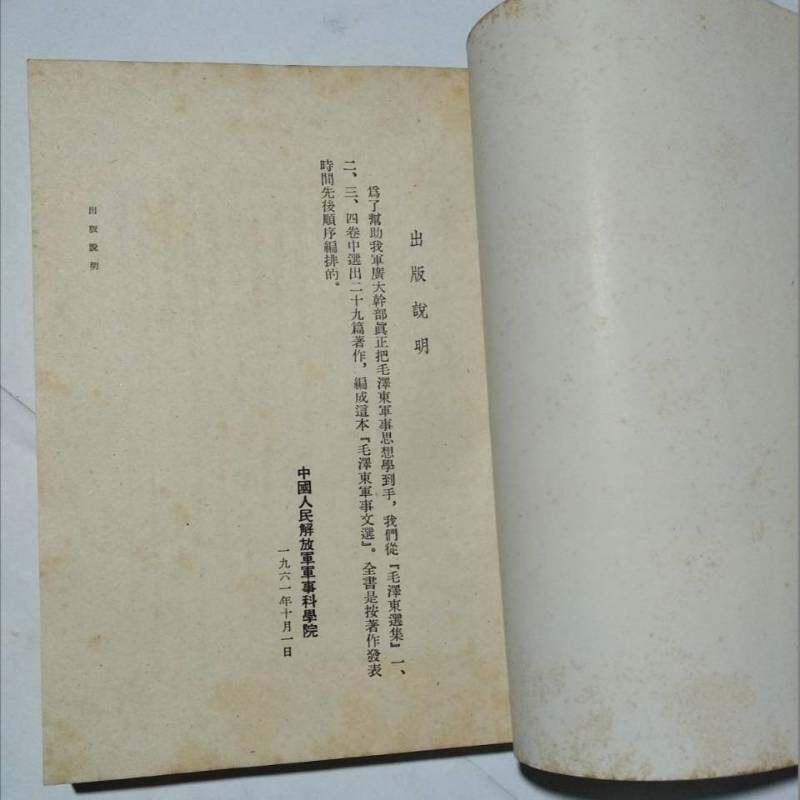 出版說明
爲了幫助我軍廣大幹部眞正把毛澤東軍事思想學到手，我們從『毛澤東選集』一、
二、三、四卷中選出二十九篇著作，編成這本『毛澤東軍事文選』。全書是按著作發表
時間先後順序編排的。
中國人民解放軍軍事科學院
一九六一年十月一日
出版說明